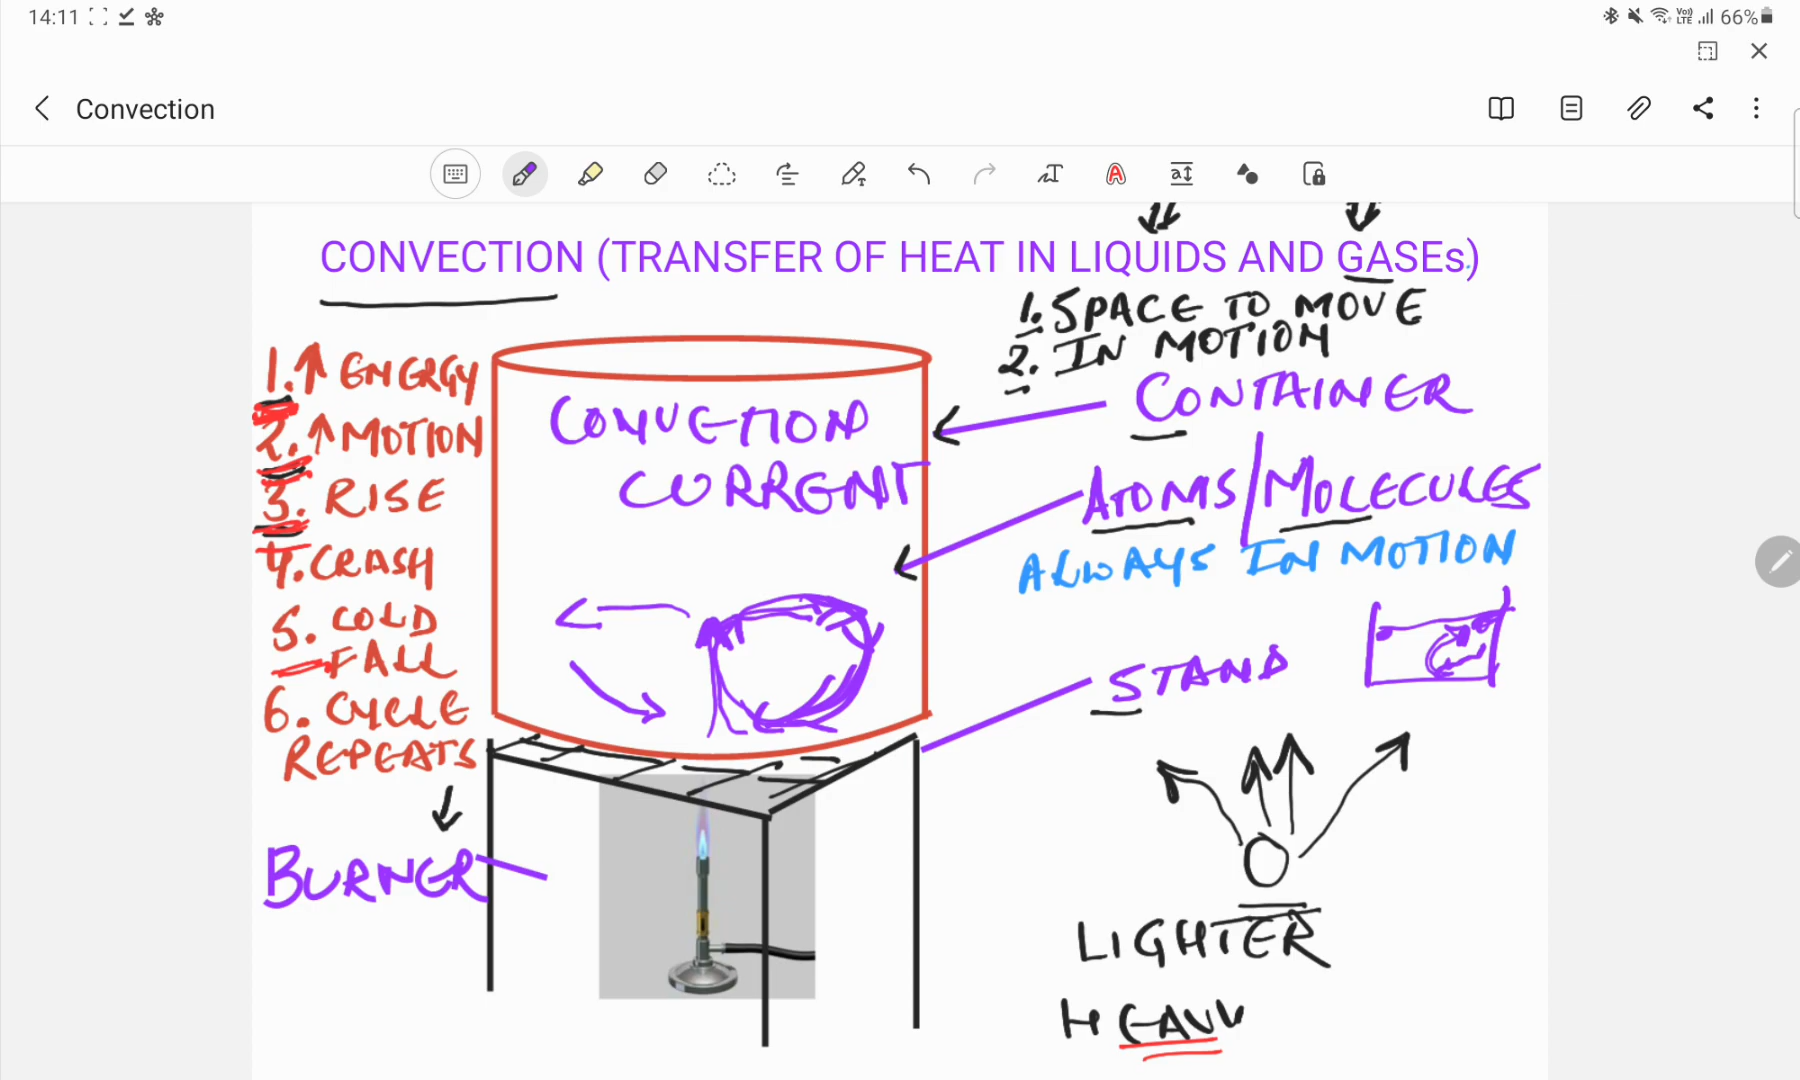 14:11
66%
Convection
CONVECTION (TRANSFER OF HEAT IN LIQUIDS AND GASEs)
1. SPACE TO MOVE
2. IN MOTION
1. ↑ ENERGY
2. ↑ MOTION
3. RISE
4. CRASH
5. COLD
FALL
6. CYCLE
REPEATS
BURNER
CONVETION
CURRENT
CONTAINER
ATOMS/MOLECULES
ALWAYS IN MOTION
STAND
LIGHTER
HEAVY